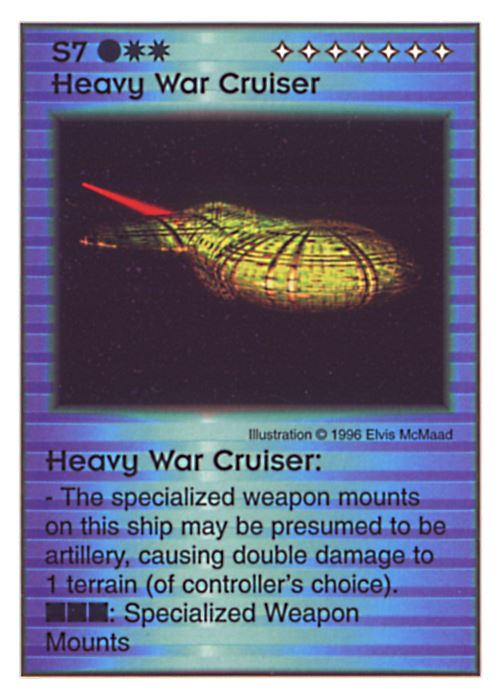 S7
Heavy War Cruiser
Illustration © 1996 Elvis McMaad
Heavy War Cruiser:
- The specialized weapon mounts
on this ship may be presumed to be
artillery, causing double damage to
1 terrain (of controller's choice).
: Specialized Weapon
Mounts